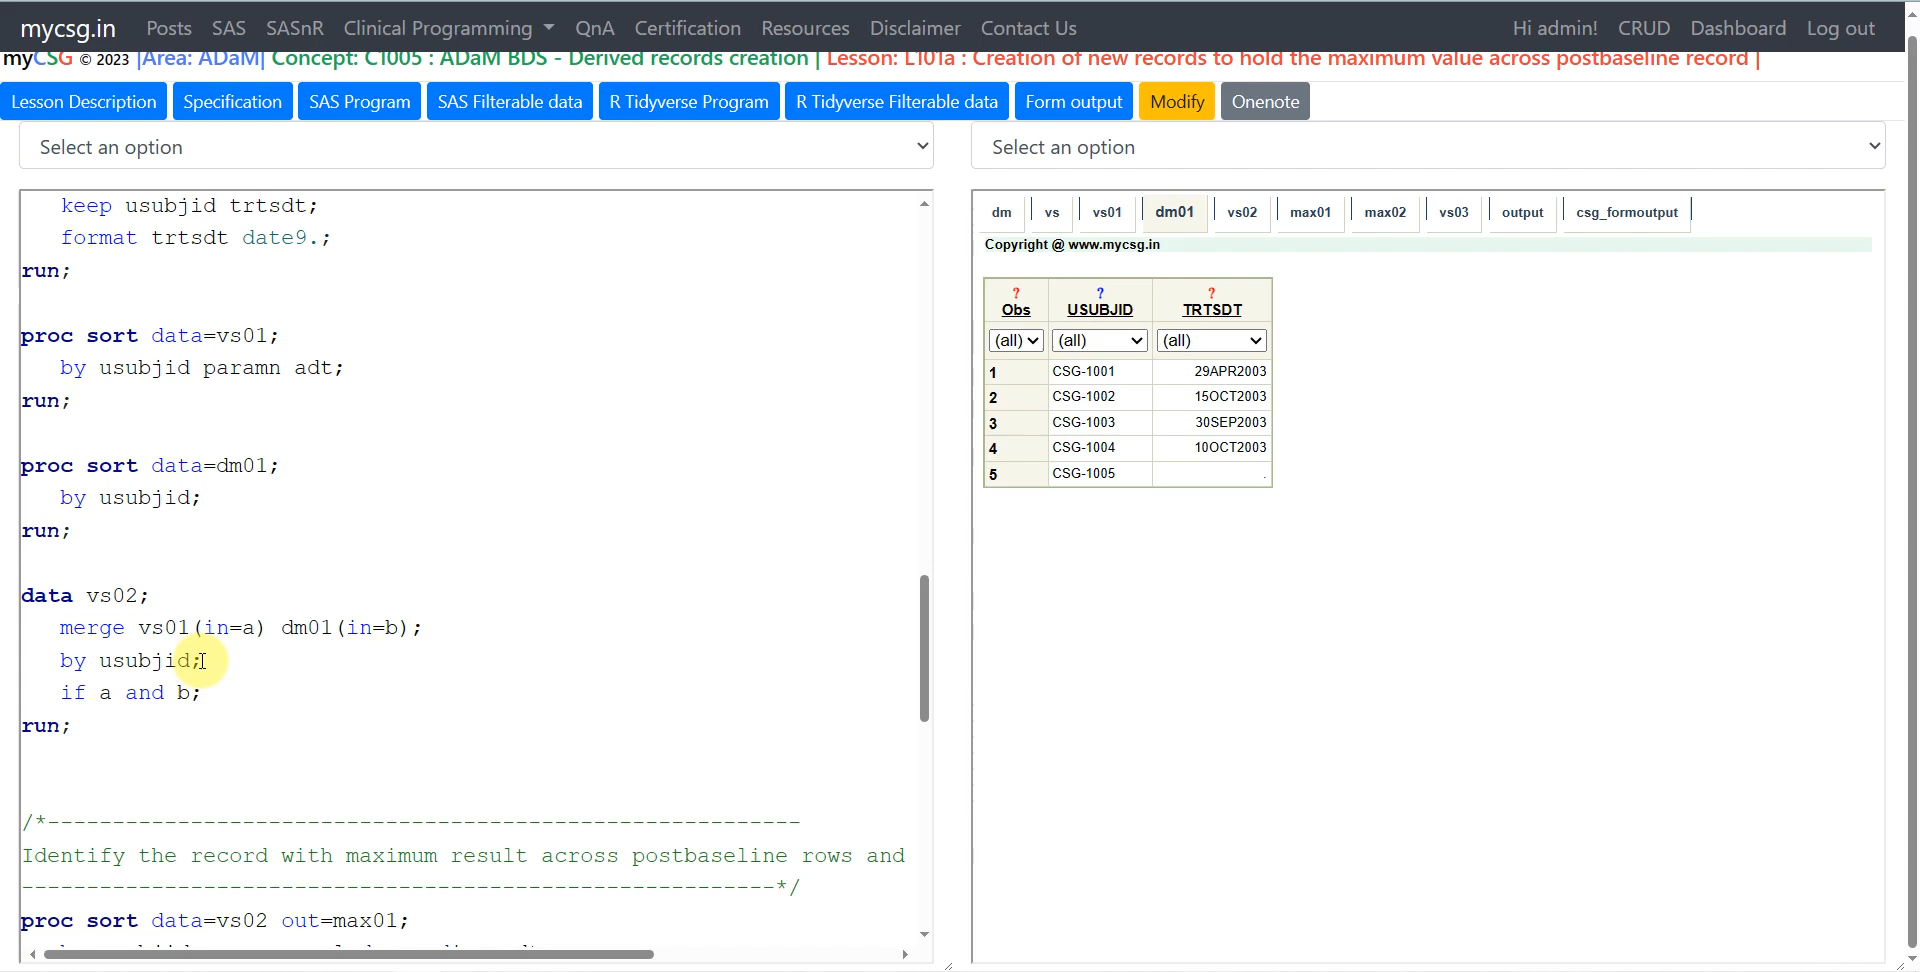 mycsg.in Posts SAS SASnR Clinical Programming QnA Certification Resources Disclaimer Contact Us Hi admin! CRUD Dashboard Log out
myCSG © 2023 |Area: ADaM| Concept: C1005 : ADaM BDS - Derived records creation | Lesson: L101a : Creation of new records to hold the maximum value across postbaseline record |
Lesson Description Specification SAS Program SAS Filterable data R Tidyverse Program R Tidyverse Filterable data Form output Modify Onenote
Select an option
Select an option
keep usubjid trtsdt;
format trtsdt date9.;
run;
proc sort data=vs01;
by usubjid paramn adt;
run;
proc sort data=dm01;
by usubjid;
run;
data vs02;
merge vs01(in=a) dm01(in=b);
by usubjid;
if a and b;
run;
/*----------------------------------------------------------
Identify the record with maximum result across postbaseline rows and
----------------------------------------------------------*/
proc sort data=vs02 out=max01;
dm vs vs01 dm01 vs02 max01 max02 vs03 output csg_formoutput
Copyright @ www.mycsg.in
? ? ?
Obs USUBJID TRTSDT
(all) (all) (all)
1 CSG-1001 29APR2003
2 CSG-1002 15OCT2003
3 CSG-1003 30SEP2003
4 CSG-1004 10OCT2003
5 CSG-1005 .